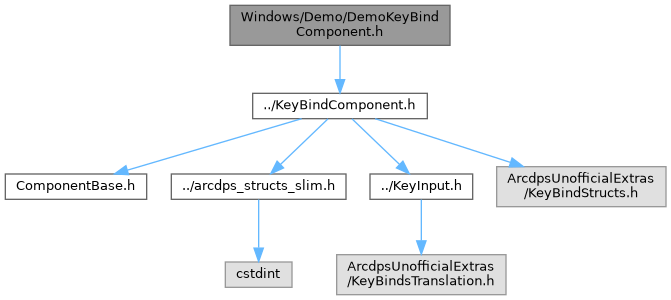 Windows/Demo/DemoKeyBind
Component.h
../KeyBindComponent.h
ComponentBase.h
../arcdps_structs_slim.h
../KeyInput.h
ArcdpsUnofficialExtras
/KeyBindStructs.h
cstdint
ArcdpsUnofficialExtras
/KeyBindsTranslation.h